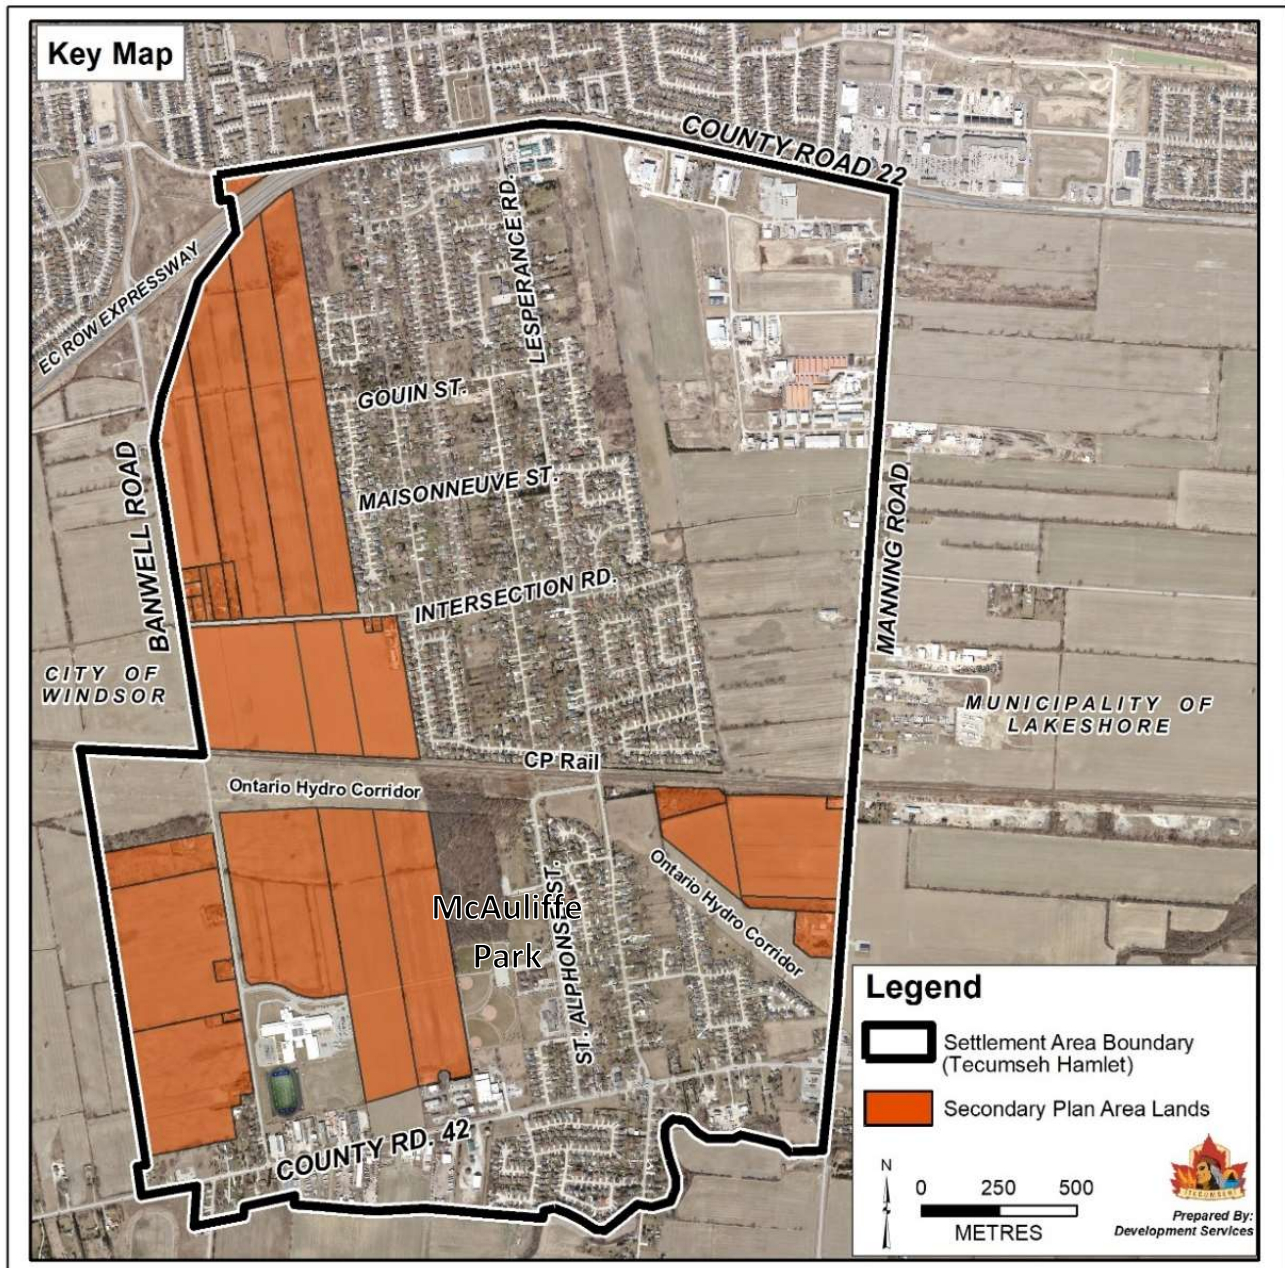 Key Map
COUNTY ROAD 22
LESPERANCE RD.
EC ROW EXPRESSWAY
GOUIN ST.
BANWELL ROAD
MAISONNEUVE ST.
MANNING ROAD
INTERSECTION RD.
CITY OF
WINDSOR
MUNICIPALITY OF
LAKESHORE
CP Rail
Ontario Hydro Corridor
Ontario Hydro Corridor
McAuliffe
Park
ST. ALPHONSE ST.
COUNTY RD. 42
Legend
Settlement Area Boundary
(Tecumseh Hamlet)
Secondary Plan Area Lands
N
0 250 500
METRES
TECUMSEH
Prepared By:
Development Services